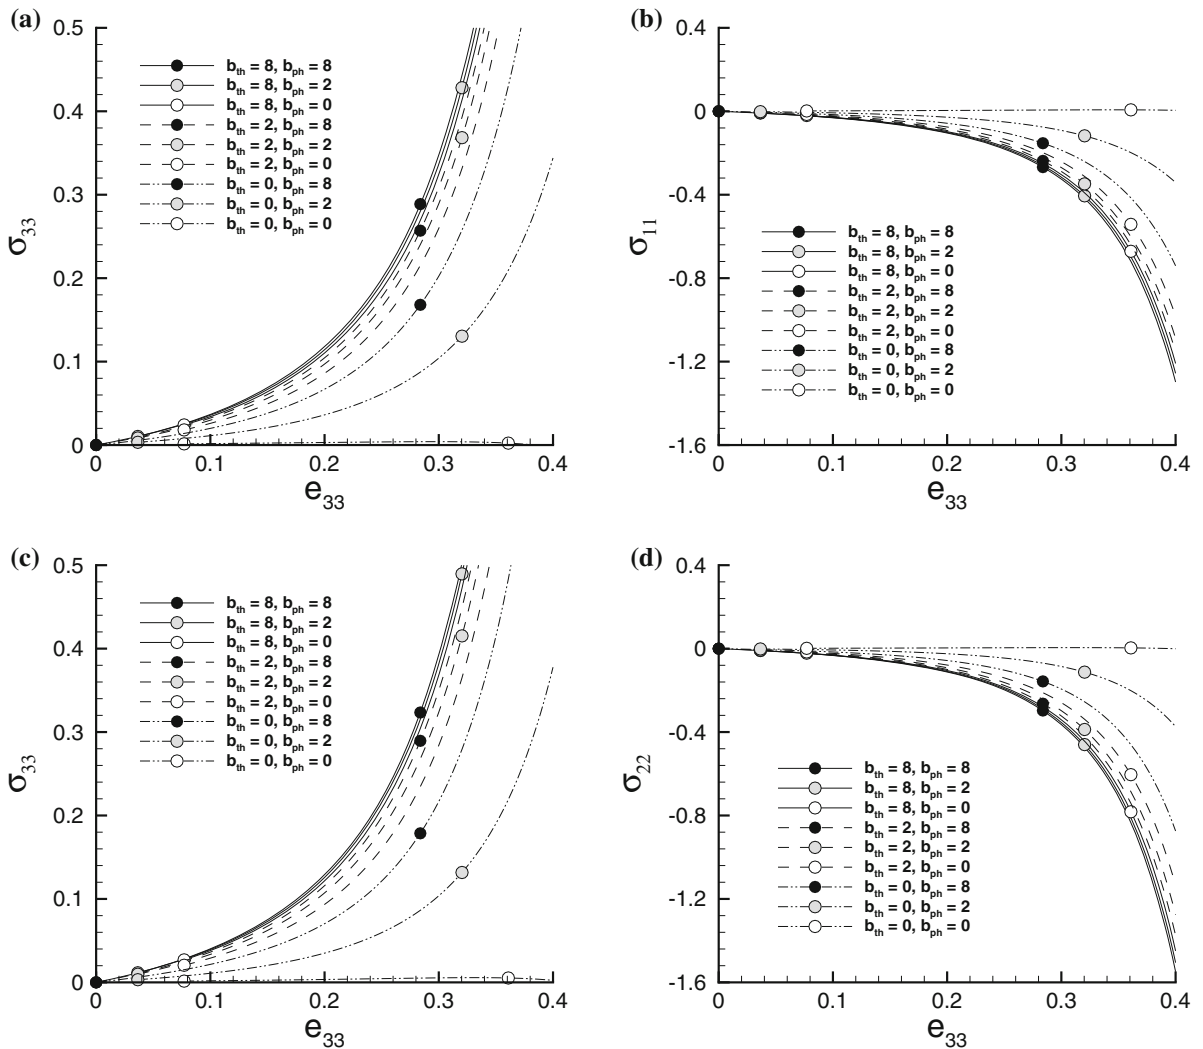 (a)
0.5
0.4
0.3
0.2
0.1
0
σ33
b_th = 8, b_ph = 8
b_th = 8, b_ph = 2
b_th = 8, b_ph = 0
b_th = 2, b_ph = 8
b_th = 2, b_ph = 2
b_th = 2, b_ph = 0
b_th = 0, b_ph = 8
b_th = 0, b_ph = 2
b_th = 0, b_ph = 0
0 0.1 0.2 0.3 0.4
e33
(b)
0.4
0
-0.4
-0.8
-1.2
-1.6
σ11
b_th = 8, b_ph = 8
b_th = 8, b_ph = 2
b_th = 8, b_ph = 0
b_th = 2, b_ph = 8
b_th = 2, b_ph = 2
b_th = 2, b_ph = 0
b_th = 0, b_ph = 8
b_th = 0, b_ph = 2
b_th = 0, b_ph = 0
0 0.1 0.2 0.3 0.4
e33
(c)
0.5
0.4
0.3
0.2
0.1
0
σ33
b_th = 8, b_ph = 8
b_th = 8, b_ph = 2
b_th = 8, b_ph = 0
b_th = 2, b_ph = 8
b_th = 2, b_ph = 2
b_th = 2, b_ph = 0
b_th = 0, b_ph = 8
b_th = 0, b_ph = 2
b_th = 0, b_ph = 0
0 0.1 0.2 0.3 0.4
e33
(d)
0.4
0
-0.4
-0.8
-1.2
-1.6
σ22
b_th = 8, b_ph = 8
b_th = 8, b_ph = 2
b_th = 8, b_ph = 0
b_th = 2, b_ph = 8
b_th = 2, b_ph = 2
b_th = 2, b_ph = 0
b_th = 0, b_ph = 8
b_th = 0, b_ph = 2
b_th = 0, b_ph = 0
0 0.1 0.2 0.3 0.4
e33